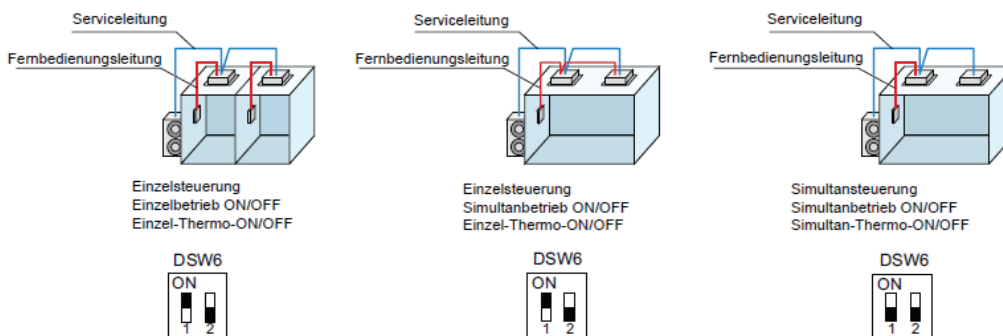 Serviceleitung
Fernbedienungsleitung
Einzelsteuerung
Einzelbetrieb ON/OFF
Einzel-Thermo-ON/OFF
DSW6
ON
1 2
Serviceleitung
Fernbedienungsleitung
Einzelsteuerung
Simultanbetrieb ON/OFF
Einzel-Thermo-ON/OFF
DSW6
ON
1 2
Serviceleitung
Fernbedienungsleitung
Simultansteuerung
Simultanbetrieb ON/OFF
Simultan-Thermo-ON/OFF
DSW6
ON
1 2